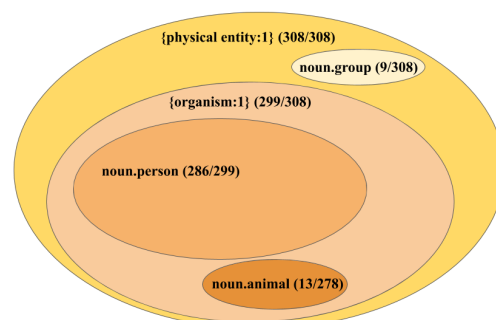 {physical entity:1} (308/308)
noun.group (9/308)
{organism:1} (299/308)
noun.person (286/299)
noun.animal (13/278)